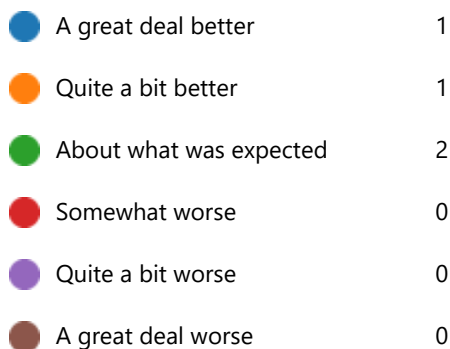 A great deal better 1
Quite a bit better 1
About what was expected 2
Somewhat worse 0
Quite a bit worse 0
A great deal worse 0